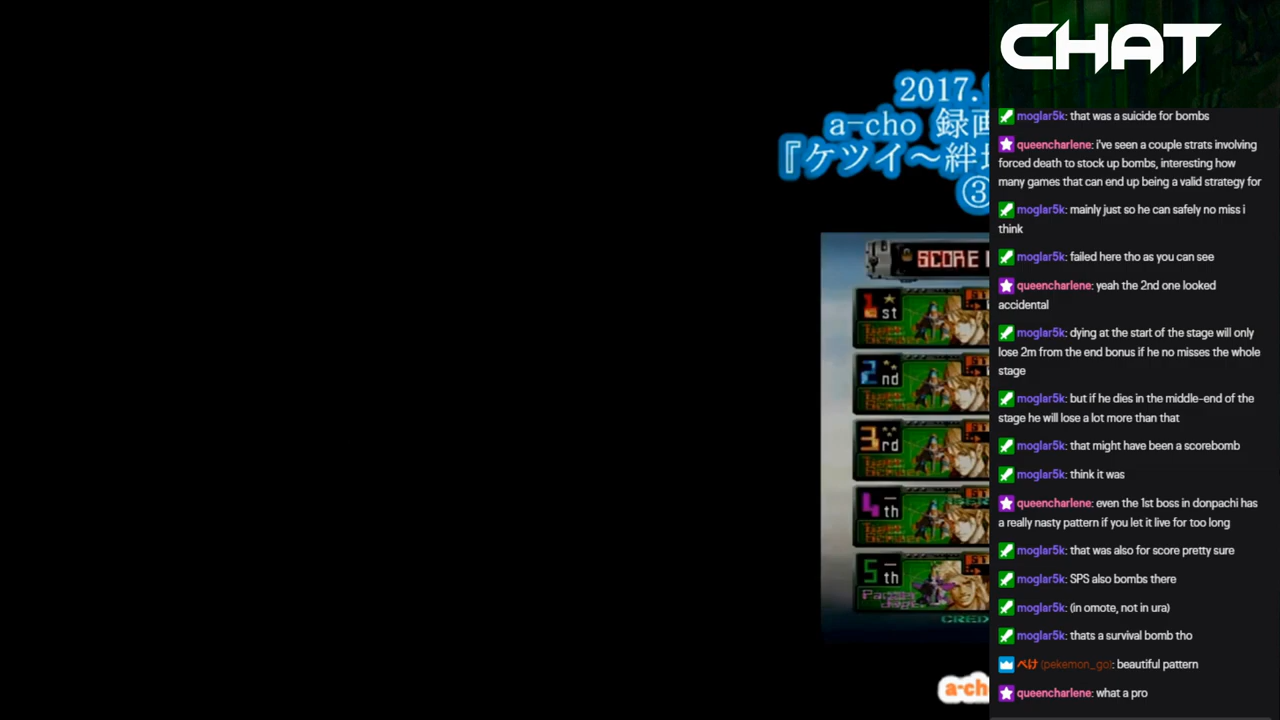 CHAT
2017.
a-cho 録画
『ケツイ～絆地
③
SCORE
1st
2nd
3rd
4th
5th
CREDI
a-cho
moglar5k: that was a suicide for bombs
queencharlene: i've seen a couple strats involving
forced death to stock up bombs, interesting how
many games that can end up being a valid strategy for
moglar5k: mainly just so he can safely no miss i
think
moglar5k: failed here tho as you can see
queencharlene: yeah the 2nd one looked
accidental
moglar5k: dying at the start of the stage will only
lose 2m from the end bonus if he no misses the whole
stage
moglar5k: but if he dies in the middle-end of the
stage he will lose a lot more than that
moglar5k: that might have been a scorebomb
moglar5k: think it was
queencharlene: even the 1st boss in donpachi has
a really nasty pattern if you let it live for too long
moglar5k: that was also for score pretty sure
moglar5k: SPS also bombs there
moglar5k: (in omote, not in ura)
moglar5k: thats a survival bomb tho
ぺけ (pekemon_go): beautiful pattern
queencharlene: what a pro